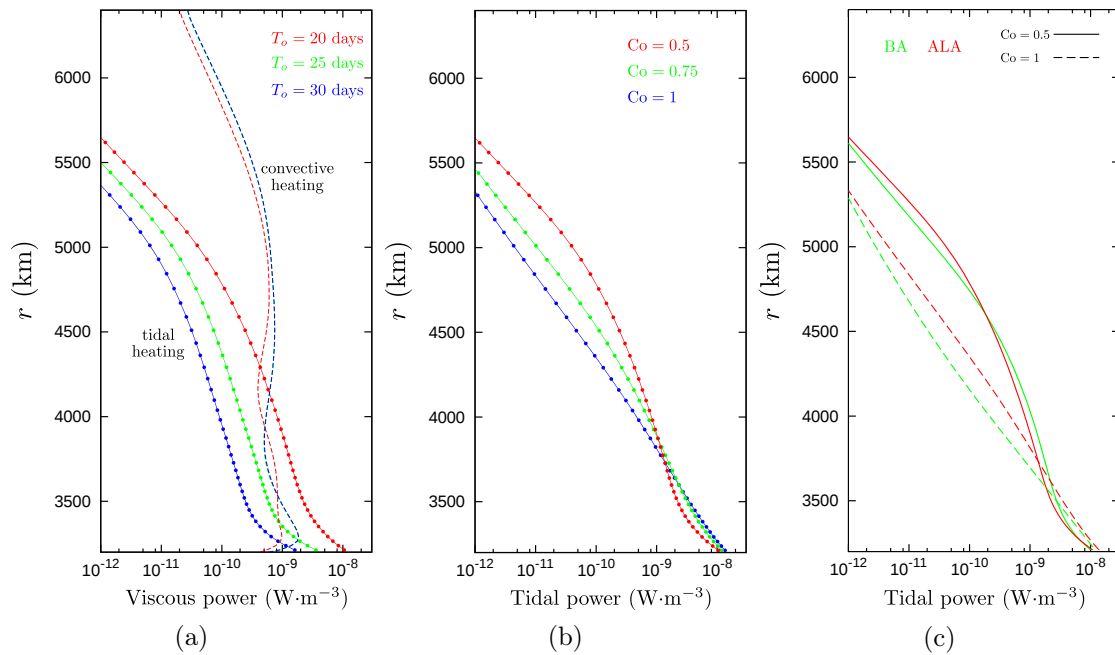 r (km)
6000
5500
5000
4500
4000
3500
10⁻¹² 10⁻¹¹ 10⁻¹⁰ 10⁻⁹ 10⁻⁸
Viscous power (W·m⁻³)
Tₒ = 20 days
Tₒ = 25 days
Tₒ = 30 days
convective
heating
tidal
heating
(a)
r (km)
6000
5500
5000
4500
4000
3500
10⁻¹² 10⁻¹¹ 10⁻¹⁰ 10⁻⁹ 10⁻⁸
Tidal power (W·m⁻³)
Co = 0.5
Co = 0.75
Co = 1
(b)
r (km)
6000
5500
5000
4500
4000
3500
10⁻¹² 10⁻¹¹ 10⁻¹⁰ 10⁻⁹ 10⁻⁸
Tidal power (W·m⁻³)
BA ALA
Co = 0.5
Co = 1
(c)